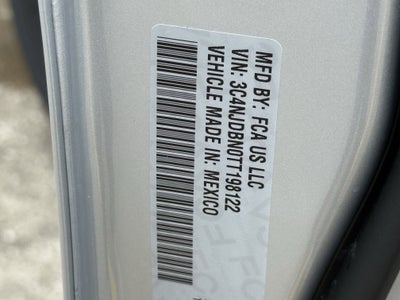 MFD BY: FCA US LLC
VIN: 3C4NJDBN0TT198122
VEHICLE MADE IN: MEXICO